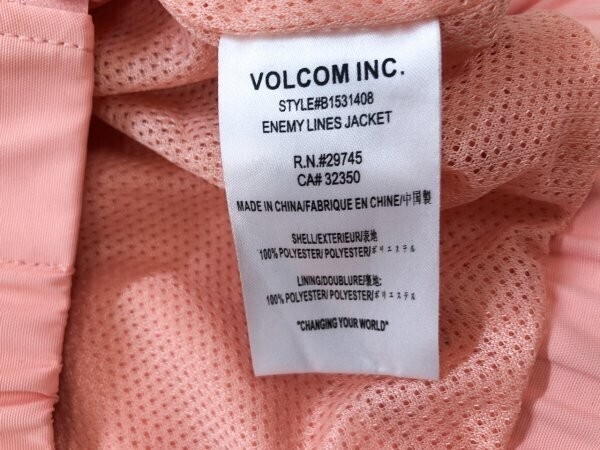 VOLCOM INC.
STYLE#B1531408
ENEMY LINES JACKET
R.N.#29745
CA# 32350
MADE IN CHINA/FABRIQUE EN CHINE/中国製
SHELL/EXTERIEUR/表地
100% POLYESTER/ POLYESTER/ポリエステル
LINING/DOUBLURE/裏地:
100% POLYESTER/ POLYESTER/ポリエステル
"CHANGING YOUR WORLD"